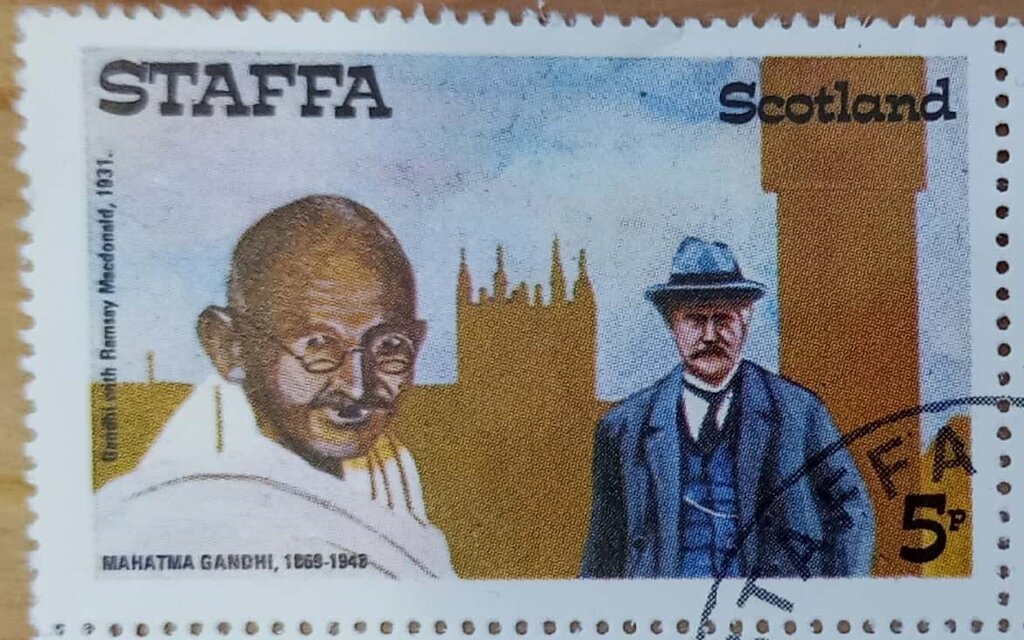 STAFFA
Scotland
Gandhi with Ramsay Macdonald, 1931.
MAHATMA GANDHI, 1869-1948
5P
STAFFA